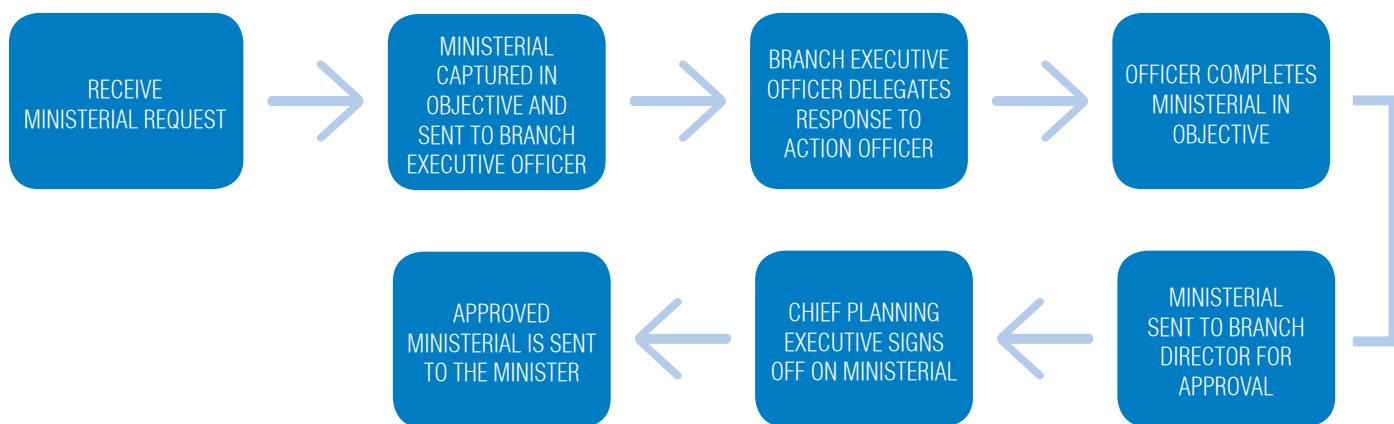 RECEIVE
MINISTERIAL REQUEST
MINISTERIAL
CAPTURED IN
OBJECTIVE AND
SENT TO BRANCH
EXECUTIVE OFFICER
BRANCH EXECUTIVE
OFFICER DELEGATES
RESPONSE TO
ACTION OFFICER
OFFICER COMPLETES
MINISTERIAL IN
OBJECTIVE
MINISTERIAL
SENT TO BRANCH
DIRECTOR FOR
APPROVAL
CHIEF PLANNING
EXECUTIVE SIGNS
OFF ON MINISTERIAL
APPROVED
MINISTERIAL IS SENT
TO THE MINISTER